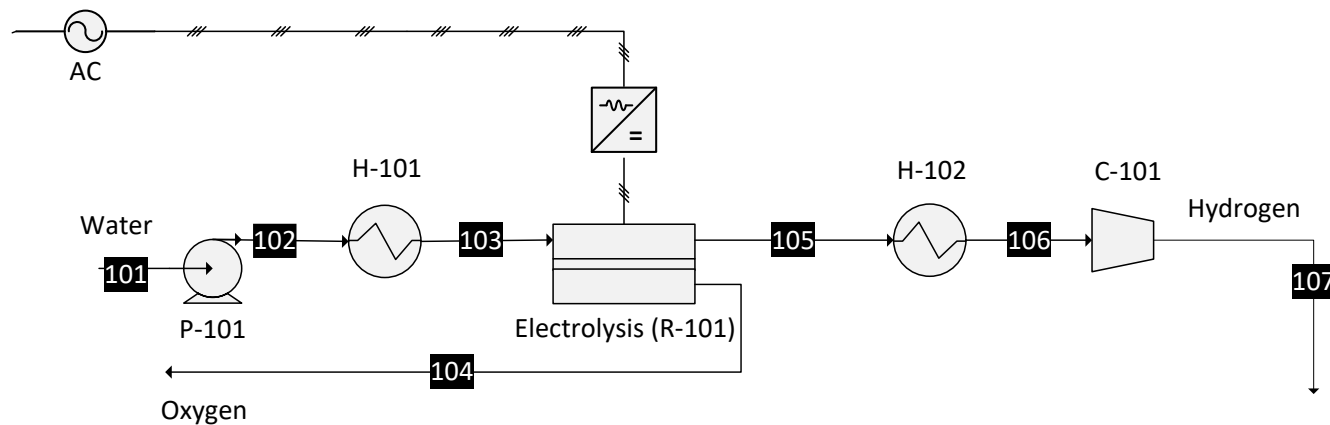 AC
=
H-101
H-102
C-101
Water
Hydrogen
101
102
103
105
106
107
P-101
Electrolysis (R-101)
104
Oxygen